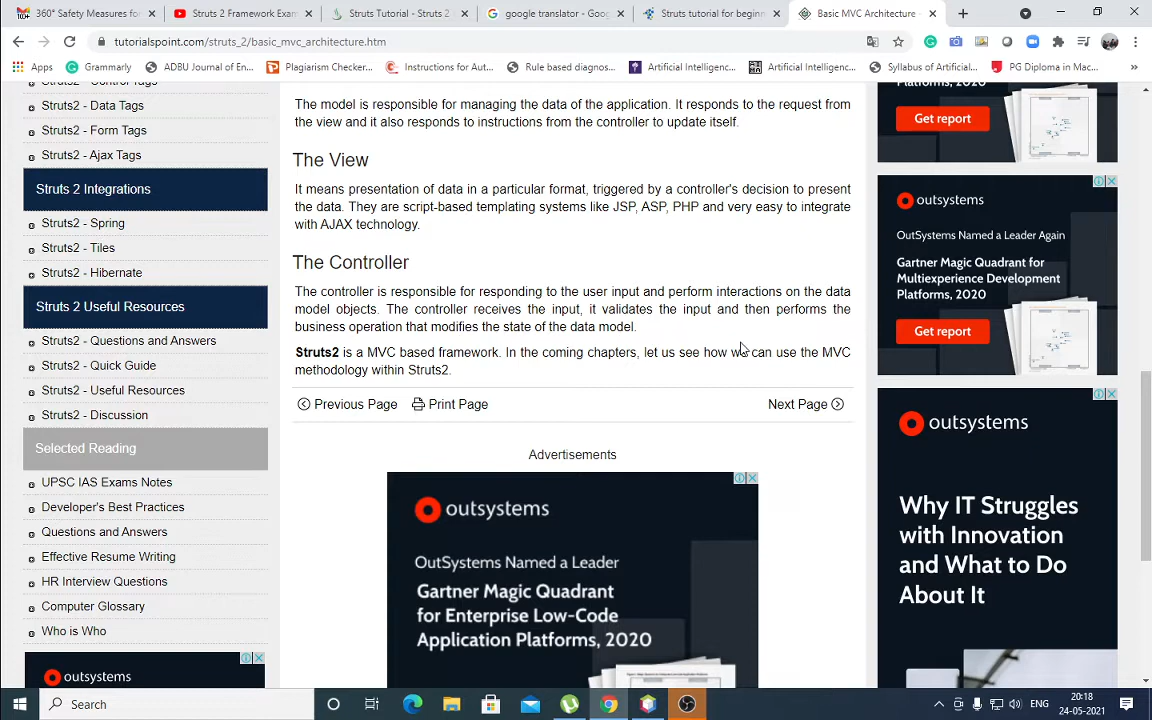 360° Safety Measures for
Struts 2 Framework Exam
Struts Tutorial - Struts 2
google translator - Goog
Struts tutorial for beginn
Basic MVC Architecture -
tutorialspoint.com/struts_2/basic_mvc_architecture.htm
Apps
Grammarly
ADBU Journal of En...
Plagiarism Checker...
Instructions for Aut...
Rule based diagnos...
Artificial Intelligenc...
Artificial Intelligenc...
Syllabus of Artificial...
PG Diploma in Mac...
Struts2 - Control Tags
Struts2 - Data Tags
Struts2 - Form Tags
Struts2 - Ajax Tags
Struts 2 Integrations
Struts2 - Spring
Struts2 - Tiles
Struts2 - Hibernate
Struts 2 Useful Resources
Struts2 - Questions and Answers
Struts2 - Quick Guide
Struts2 - Useful Resources
Struts2 - Discussion
Selected Reading
UPSC IAS Exams Notes
Developer's Best Practices
Questions and Answers
Effective Resume Writing
HR Interview Questions
Computer Glossary
Who is Who
outsystems
The model is responsible for managing the data of the application. It responds to the request from
the view and it also responds to instructions from the controller to update itself.
The View
It means presentation of data in a particular format, triggered by a controller's decision to present
the data. They are script-based templating systems like JSP, ASP, PHP and very easy to integrate
with AJAX technology.
The Controller
The controller is responsible for responding to the user input and perform interactions on the data
model objects. The controller receives the input, it validates the input and then performs the
business operation that modifies the state of the data model.
Struts2 is a MVC based framework. In the coming chapters, let us see how we can use the MVC
methodology within Struts2.
Previous Page
Print Page
Next Page
Advertisements
outsystems
OutSystems Named a Leader
Gartner Magic Quadrant
for Enterprise Low-Code
Application Platforms, 2020
Platforms, 2020
Get report
outsystems
OutSystems Named a Leader Again
Gartner Magic Quadrant for
Multiexperience Development
Platforms, 2020
Get report
outsystems
Why IT Struggles
with Innovation
and What to Do
About It
Search
ENG
20:18
24-05-2021